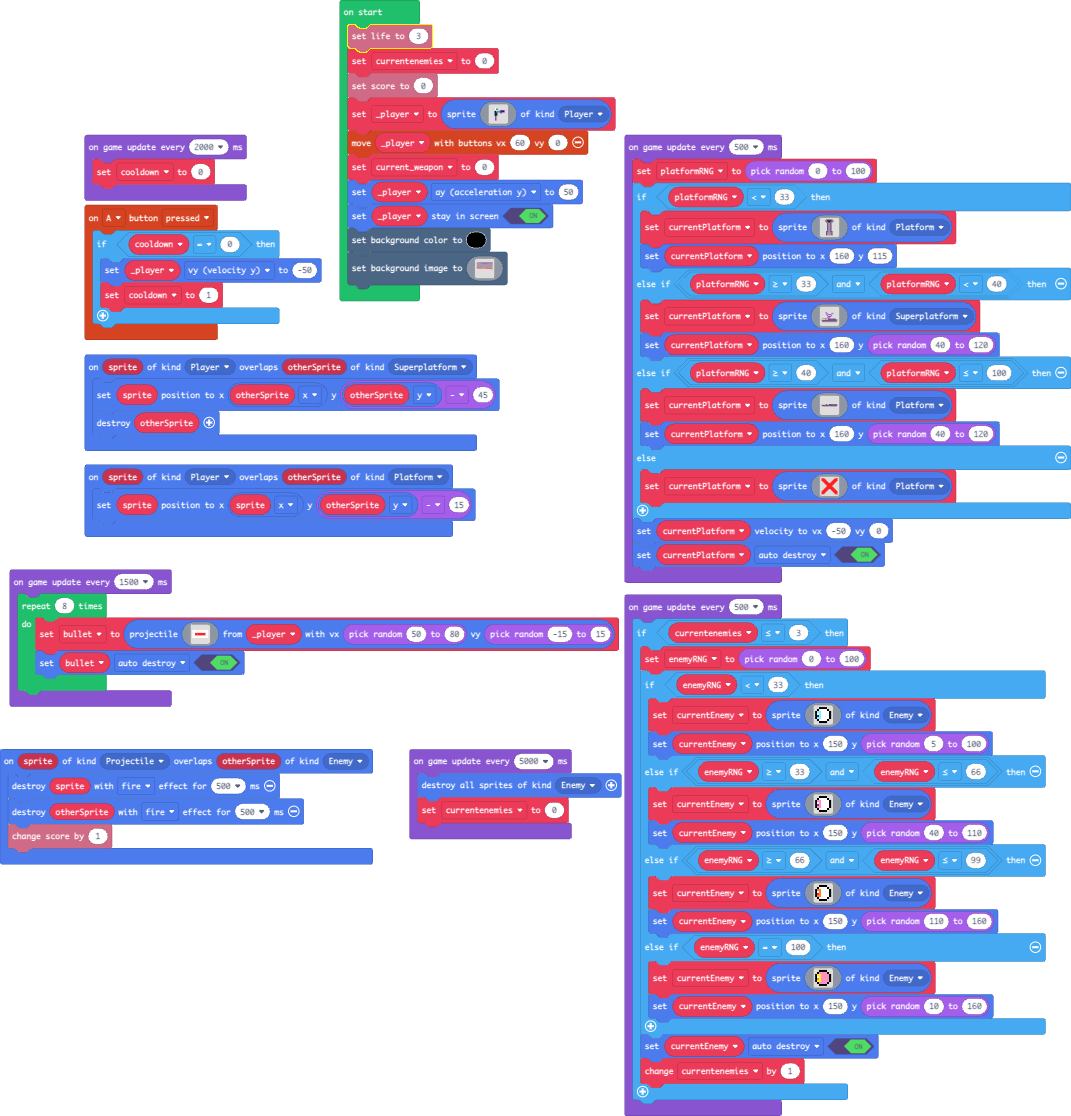 on start
set life to 3
set currentenemies to 0
set score to 0
set _player to sprite of kind Player
move _player with buttons vx 60 vy 0
set current_weapon to 0
set _player ay (acceleration y) to 50
set _player stay in screen ON
set background color to
set background image to
on game update every 2000 ms
set cooldown to 0
on A button pressed
if cooldown = 0 then
set _player vy (velocity y) to -50
set cooldown to 1
on sprite of kind Player overlaps otherSprite of kind Superplatform
set sprite position to x otherSprite x y otherSprite y - 45
destroy otherSprite
on sprite of kind Player overlaps otherSprite of kind Platform
set sprite position to x sprite x y otherSprite y - 15
on game update every 500 ms
set platformRNG to pick random 0 to 100
if platformRNG < 33 then
set currentPlatform to sprite of kind Platform
set currentPlatform position to x 160 y 115
else if platformRNG ≥ 33 and platformRNG < 40 then
set currentPlatform to sprite of kind Superplatform
set currentPlatform position to x 160 y pick random 40 to 120
else if platformRNG ≥ 40 and platformRNG ≤ 100 then
set currentPlatform to sprite of kind Platform
set currentPlatform position to x 160 y pick random 40 to 120
else
set currentPlatform to sprite of kind Platform
set currentPlatform velocity to vx -50 vy 0
set currentPlatform auto destroy ON
on game update every 1500 ms
repeat 8 times
do
set bullet to projectile from _player with vx pick random 50 to 80 vy pick random -15 to 15
set bullet auto destroy ON
on sprite of kind Projectile overlaps otherSprite of kind Enemy
destroy sprite with fire effect for 500 ms
destroy otherSprite with fire effect for 500 ms
change score by 1
on game update every 5000 ms
destroy all sprites of kind Enemy
set currentenemies to 0
on game update every 500 ms
if currentenemies ≤ 3 then
set enemyRNG to pick random 0 to 100
if enemyRNG < 33 then
set currentEnemy to sprite of kind Enemy
set currentEnemy position to x 150 y pick random 5 to 100
else if enemyRNG ≥ 33 and enemyRNG ≤ 66 then
set currentEnemy to sprite of kind Enemy
set currentEnemy position to x 150 y pick random 40 to 110
else if enemyRNG ≥ 66 and enemyRNG ≤ 99 then
set currentEnemy to sprite of kind Enemy
set currentEnemy position to x 150 y pick random 110 to 160
else if enemyRNG = 100 then
set currentEnemy to sprite of kind Enemy
set currentEnemy position to x 150 y pick random 10 to 160
set currentEnemy auto destroy ON
change currentenemies by 1